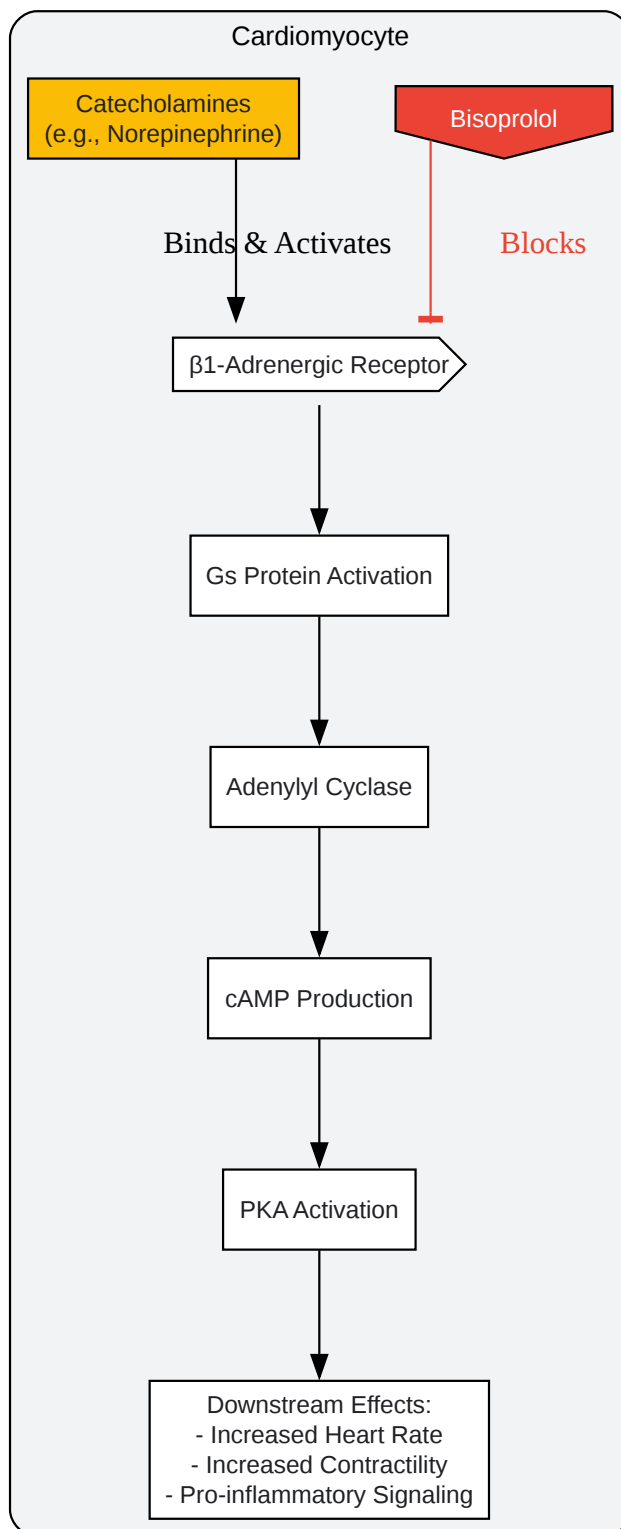 Cardiomyocyte
Catecholamines
(e.g., Norepinephrine)
Bisoprolol
Binds & Activates
Blocks
β1-Adrenergic Receptor
Gs Protein Activation
Adenylyl Cyclase
cAMP Production
PKA Activation
Downstream Effects:
- Increased Heart Rate
- Increased Contractility
- Pro-inflammatory Signaling